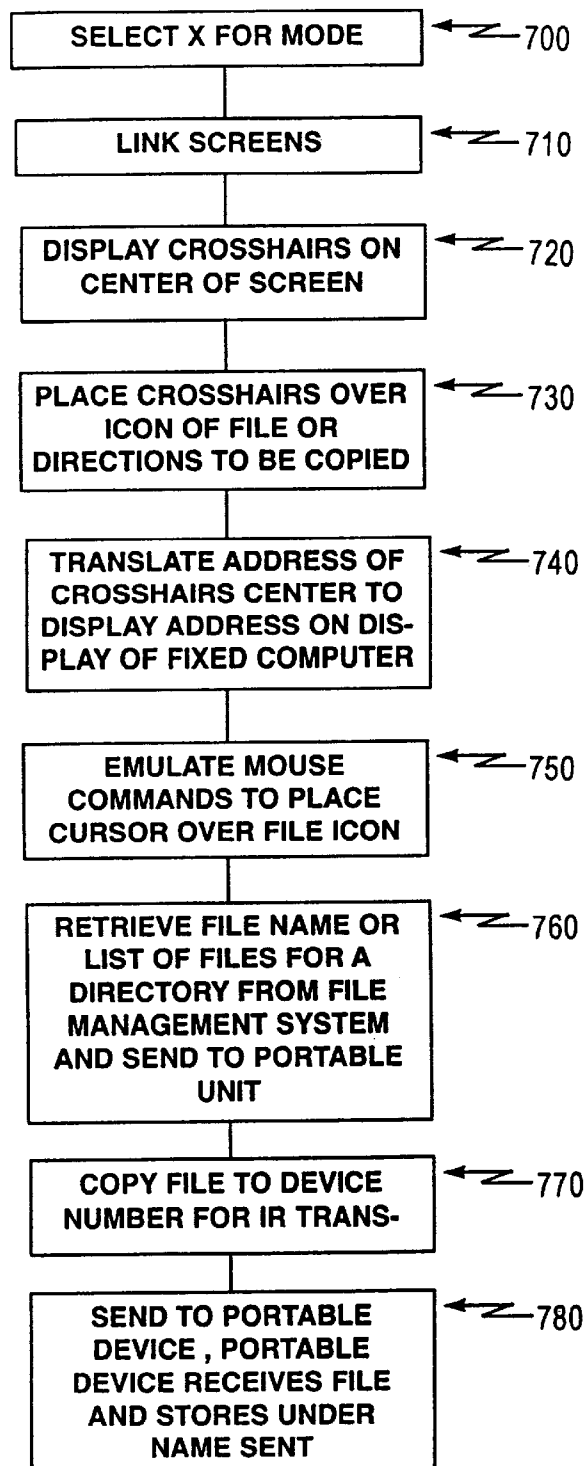 SELECT X FOR MODE
700
LINK SCREENS
710
DISPLAY CROSSHAIRS ON
CENTER OF SCREEN
720
PLACE CROSSHAIRS OVER
ICON OF FILE OR
DIRECTIONS TO BE COPIED
730
TRANSLATE ADDRESS OF
CROSSHAIRS CENTER TO
DISPLAY ADDRESS ON DIS-
PLAY OF FIXED COMPUTER
740
EMULATE MOUSE
COMMANDS TO PLACE
CURSOR OVER FILE ICON
750
RETRIEVE FILE NAME OR
LIST OF FILES FOR A
DIRECTORY FROM FILE
MANAGEMENT SYSTEM
AND SEND TO PORTABLE
UNIT
760
COPY FILE TO DEVICE
NUMBER FOR IR TRANS-
770
SEND TO PORTABLE
DEVICE , PORTABLE
DEVICE RECEIVES FILE
AND STORES UNDER
NAME SENT
780